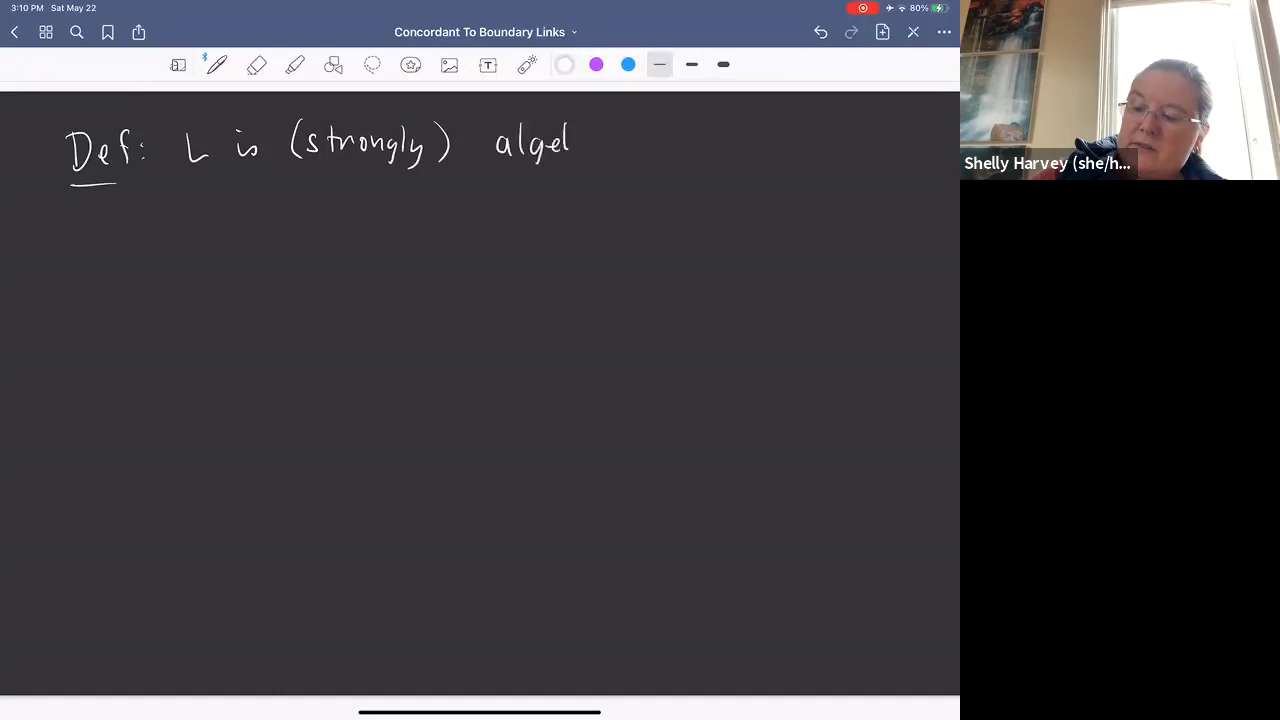 3:10 PM Sat May 22
80%
Concordant To Boundary Links
T
Def: L is (strongly) algel
Shelly Harvey (she/h...